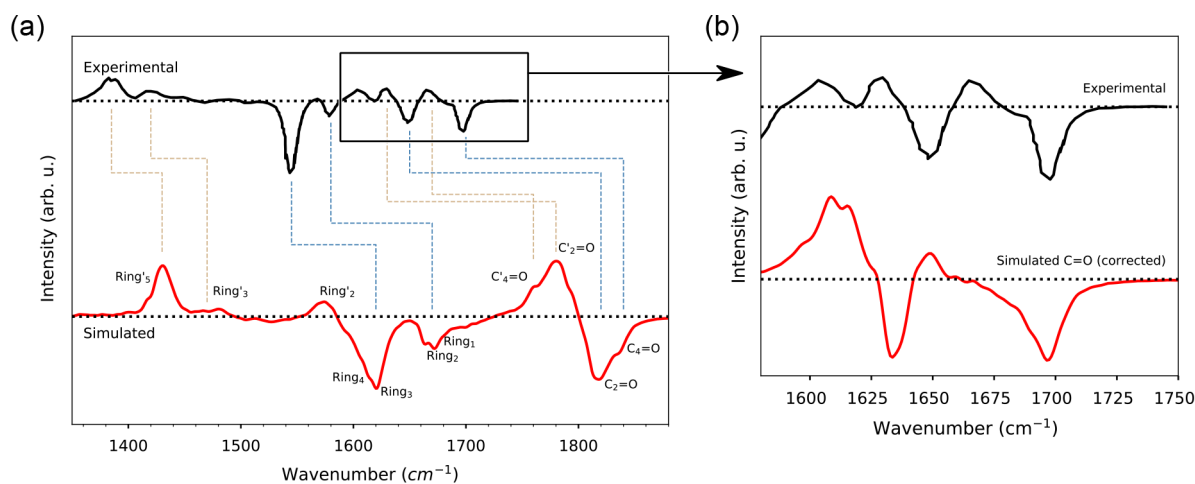 (a)
Experimental
Intensity (arb. u.)
Ring'5
Ring'3
Ring'2
C'4=O
C'2=O
Simulated
Ring4
Ring3
Ring1
Ring2
C4=O
C2=O
1400 1500 1600 1700 1800
Wavenumber (cm−1)
(b)
Experimental
Intensity (arb. u.)
Simulated C=O (corrected)
1600 1625 1650 1675 1700 1725 1750
Wavenumber (cm−1)